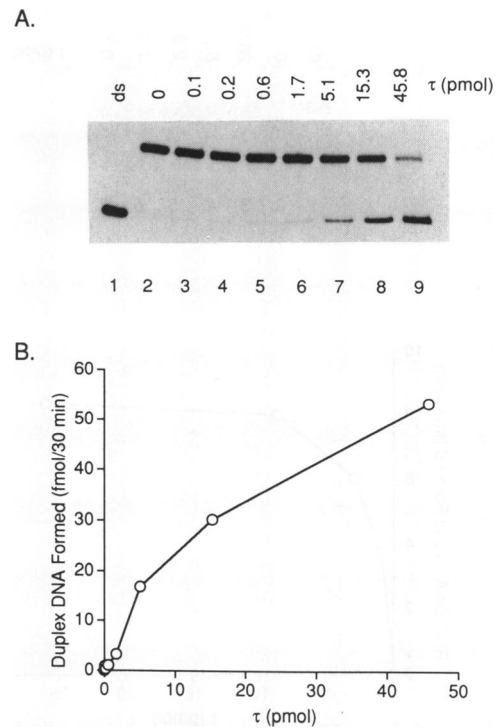 A.
ds 0 0.1 0.2 0.6 1.7 5.1 15.3 45.8 τ (pmol)
1 2 3 4 5 6 7 8 9
B.
60
50
40
30
20
10
0
Duplex DNA Formed (fmol/30 min)
0 10 20 30 40 50
τ (pmol)